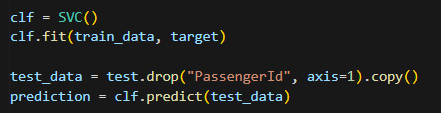 clf = SVC()
clf.fit(train_data, target)
test_data = test.drop("PassengerId", axis=1).copy()
prediction = clf.predict(test_data)